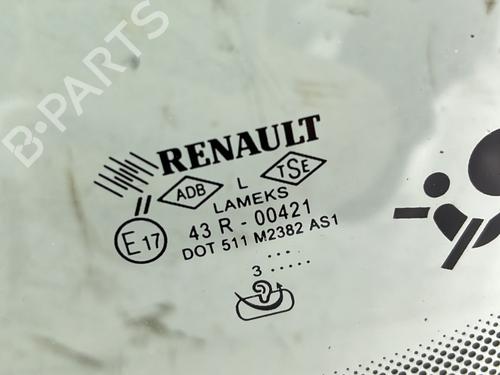 B-PARTS
RENAULT
ADB L TSE
LAMEKS
E17
43 R - 00421
DOT 511 M2382 AS1
....
3 .....